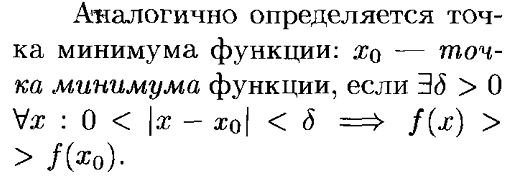 Аналогично определяется точ-
ка минимума функции: x₀ — точ-
ка минимума функции, если ∃δ > 0
∀x : 0 < |x − x₀| < δ ⟹ f(x) >
> f(x₀).